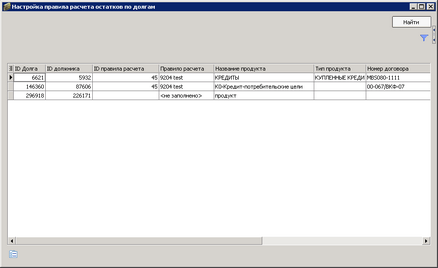 Настройка правила расчета остатков по долгам
Найти
ID Долга ID должника ID правила расчета Правило расчета Название продукта Тип продукта Номер договора
6621 5932 45 9204 test КРЕДИТЫ КУПЛЕННЫЕ КРЕДИ MBS080-1111
146360 87606 45 9204 test КО-Кредит-потребительские цели 00-067/ВКФ-07
296918 226171 <не заполнено> продукт